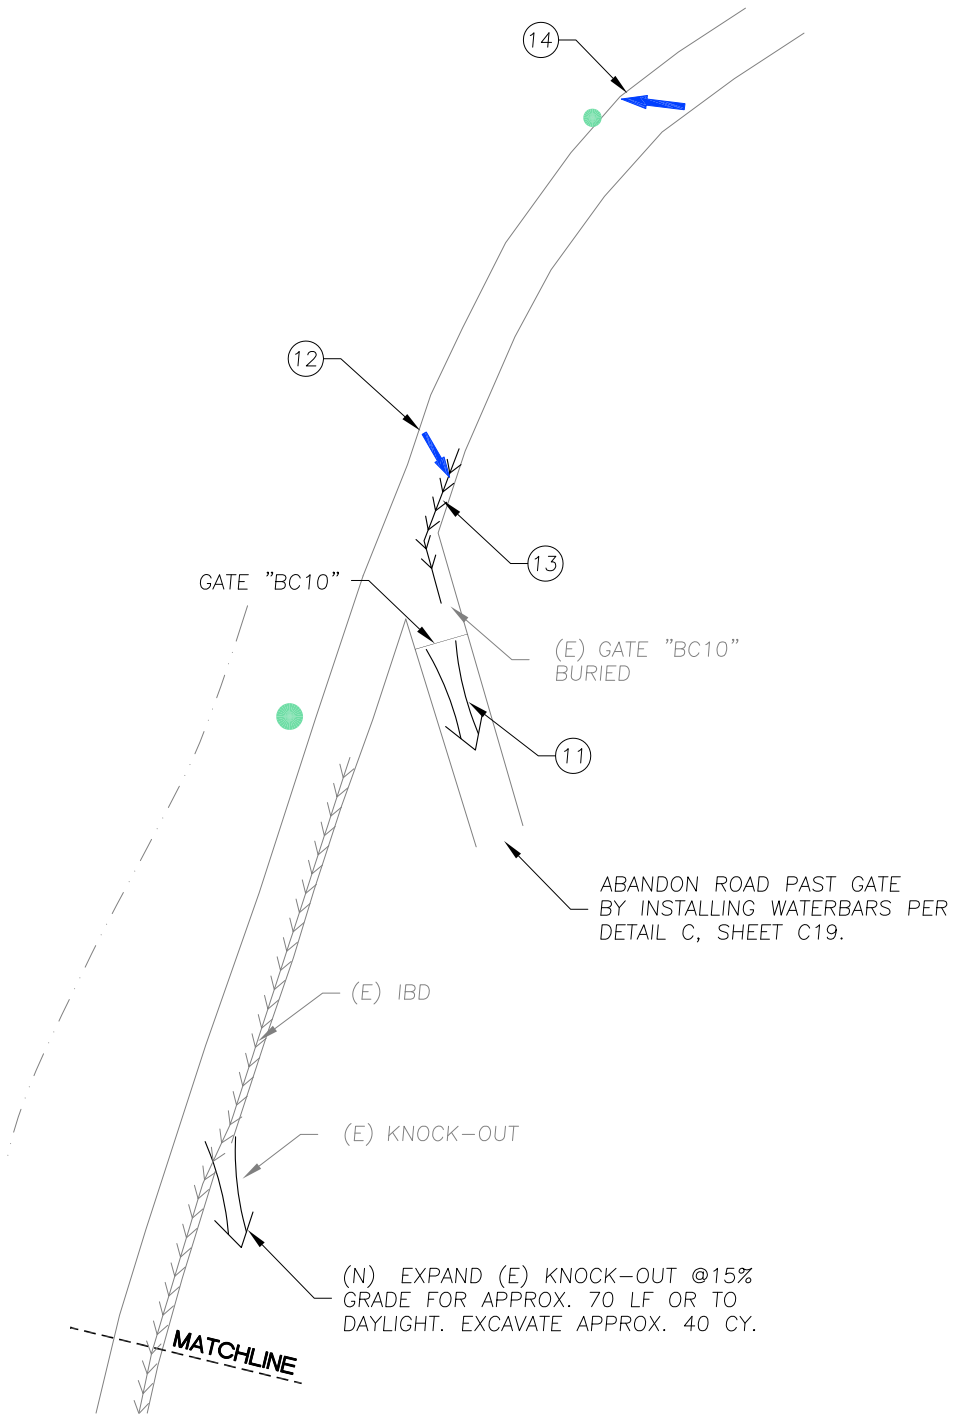 14
12
13
GATE "BC10"
(E) GATE "BC10"
BURIED
11
ABANDON ROAD PAST GATE
BY INSTALLING WATERBARS PER
DETAIL C, SHEET C19.
(E) IBD
(E) KNOCK-OUT
(N) EXPAND (E) KNOCK-OUT @15%
GRADE FOR APPROX. 70 LF OR TO
DAYLIGHT. EXCAVATE APPROX. 40 CY.
MATCHLINE